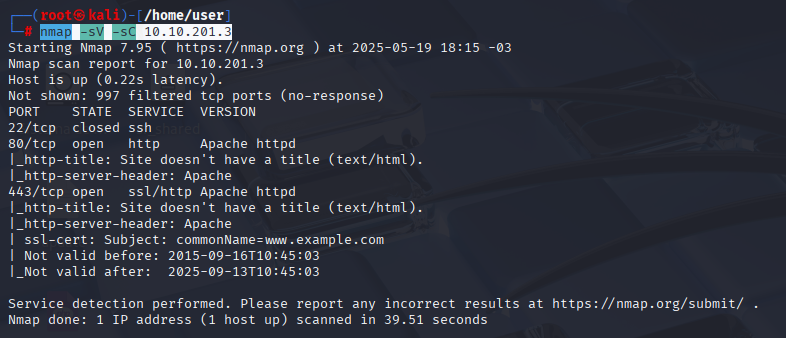 ┌──(root㉿kali)-[/home/user]
└─# nmap -sV -sC 10.10.201.3
Starting Nmap 7.95 ( https://nmap.org ) at 2025-05-19 18:15 -03
Nmap scan report for 10.10.201.3
Host is up (0.22s latency).
Not shown: 997 filtered tcp ports (no-response)
PORT    STATE  SERVICE  VERSION
22/tcp  closed ssh
80/tcp  open   http     Apache httpd
|_http-title: Site doesn't have a title (text/html).
|_http-server-header: Apache
443/tcp open   ssl/http Apache httpd
|_http-title: Site doesn't have a title (text/html).
|_http-server-header: Apache
| ssl-cert: Subject: commonName=www.example.com
| Not valid before: 2015-09-16T10:45:03
|_Not valid after:  2025-09-13T10:45:03

Service detection performed. Please report any incorrect results at https://nmap.org/submit/ .
Nmap done: 1 IP address (1 host up) scanned in 39.51 seconds